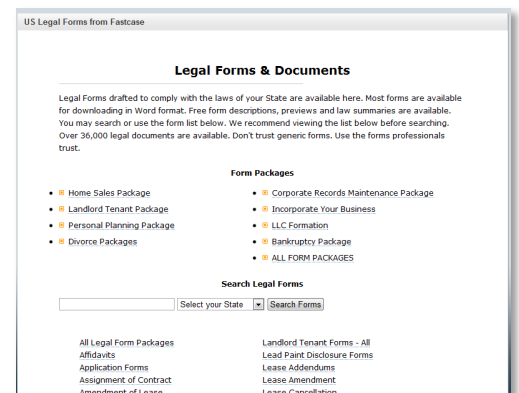 US Legal Forms from Fastcase
Legal Forms & Documents
Legal Forms drafted to comply with the laws of your State are available here. Most forms are available
for downloading in Word format. Free form descriptions, previews and law summaries are available.
You may search or use the form list below. We recommend viewing the list below before searching.
Over 36,000 legal documents are available. Don't trust generic forms. Use the forms professionals
trust.
Form Packages
Home Sales Package
Landlord Tenant Package
Personal Planning Package
Divorce Packages
Corporate Records Maintenance Package
Incorporate Your Business
LLC Formation
Bankruptcy Package
ALL FORM PACKAGES
Search Legal Forms
Select your State Search Forms
All Legal Form Packages
Affidavits
Application Forms
Assignment of Contract
Amendment of Lease
Landlord Tenant Forms - All
Lead Paint Disclosure Forms
Lease Addendums
Lease Amendment
Lease Cancellation